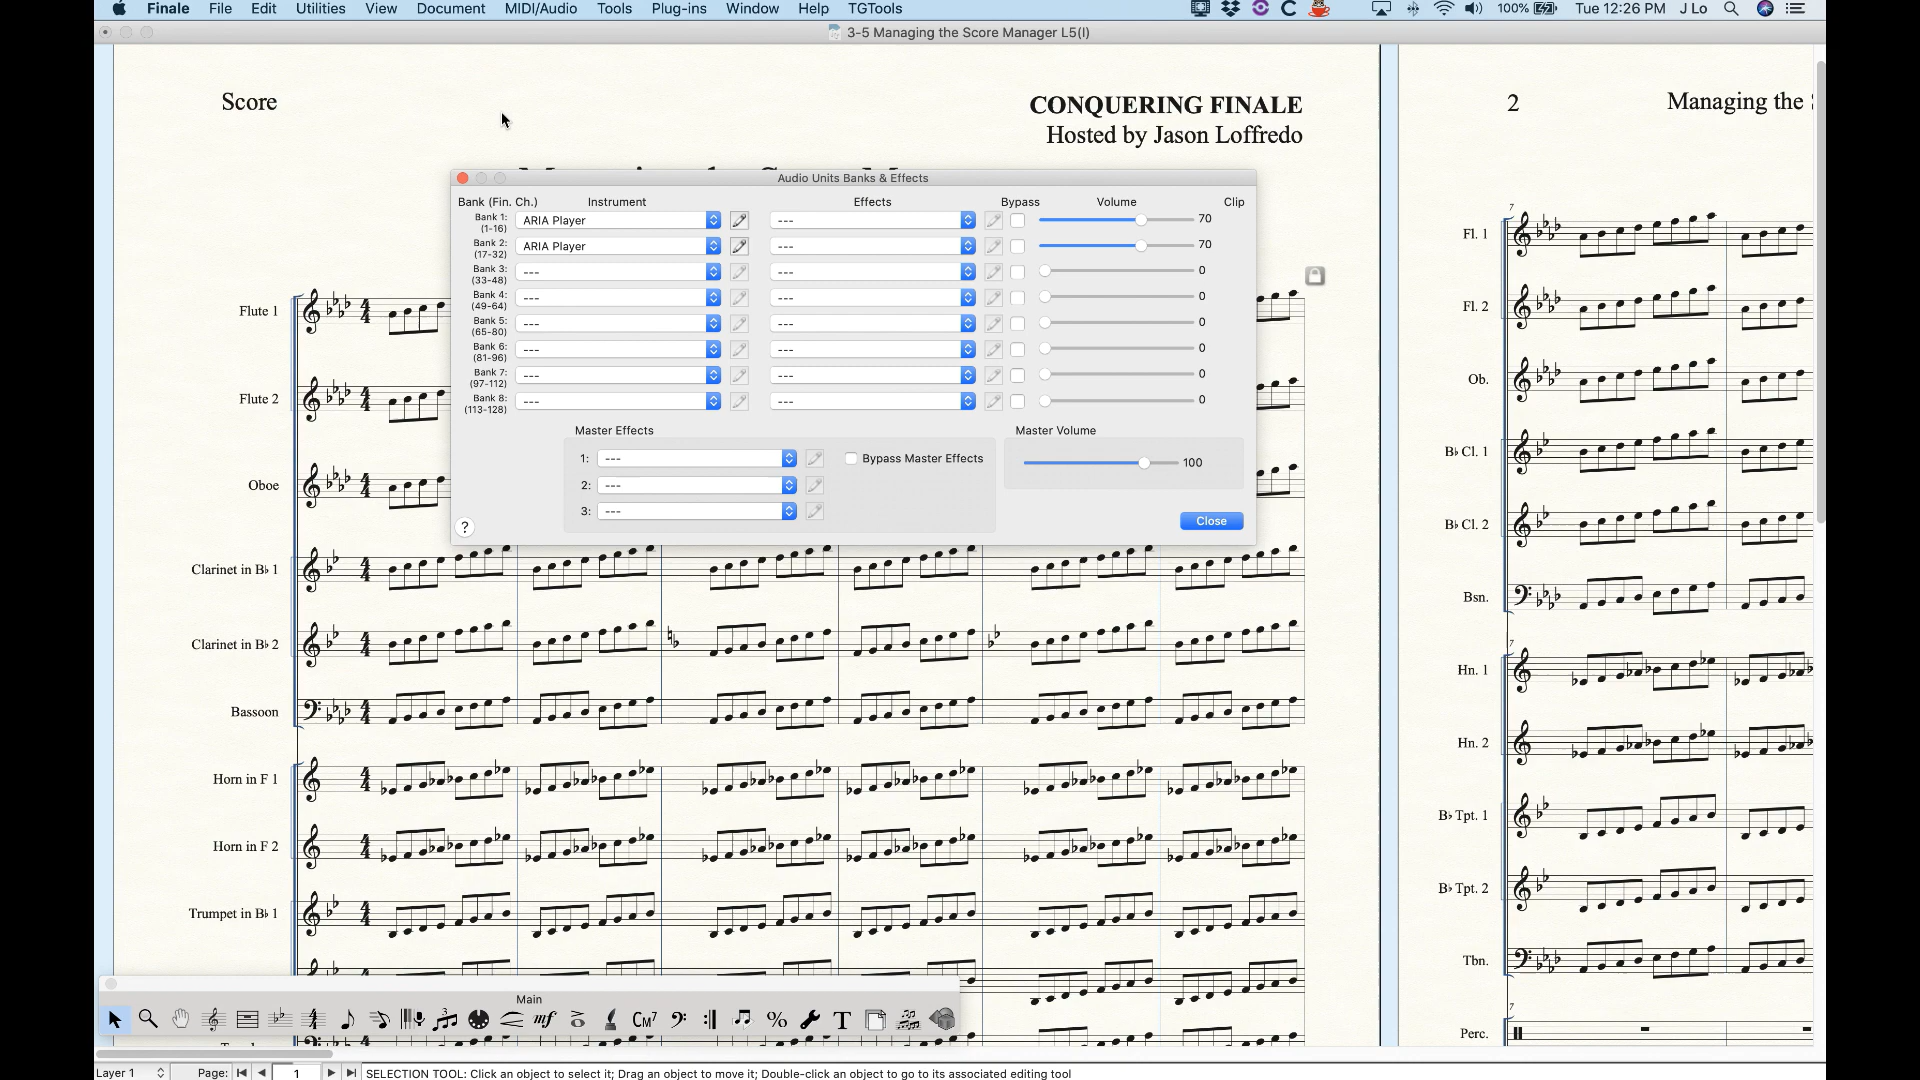 Finale File Edit Utilities View Document MIDI/Audio Tools Plug-ins Window Help TGTools 100% Tue 12:26 PM J Lo
3-5 Managing the Score Manager L5(I)
Score
CONQUERING FINALE
Hosted by Jason Loffredo
2
Managing the
Audio Units Banks & Effects
Bank (Fin. Ch.) Instrument Effects Bypass Volume Clip
Bank 1: (1-16) ARIA Player --- 70
Bank 2: (17-32) ARIA Player --- 70
Bank 3: (33-48) --- --- 0
Bank 4: (49-64) --- --- 0
Bank 5: (65-80) --- --- 0
Bank 6: (81-96) --- --- 0
Bank 7: (97-112) --- --- 0
Bank 8: (113-128) --- --- 0
Master Effects
Master Volume
1: --- Bypass Master Effects 100
2: ---
3: ---
? Close
Flute 1
Flute 2
Oboe
Clarinet in B♭ 1
Clarinet in B♭ 2
Bassoon
Horn in F 1
Horn in F 2
Trumpet in B♭ 1
7
Fl. 1
Fl. 2
Ob.
B♭ Cl. 1
B♭ Cl. 2
Bsn.
7
Hn. 1
Hn. 2
B♭ Tpt. 1
B♭ Tpt. 2
Tbn.
7
Perc.
Main
mf CM7 % T
Layer 1 Page: 1 SELECTION TOOL: Click an object to select it; Drag an object to move it; Double-click an object to go to its associated editing tool